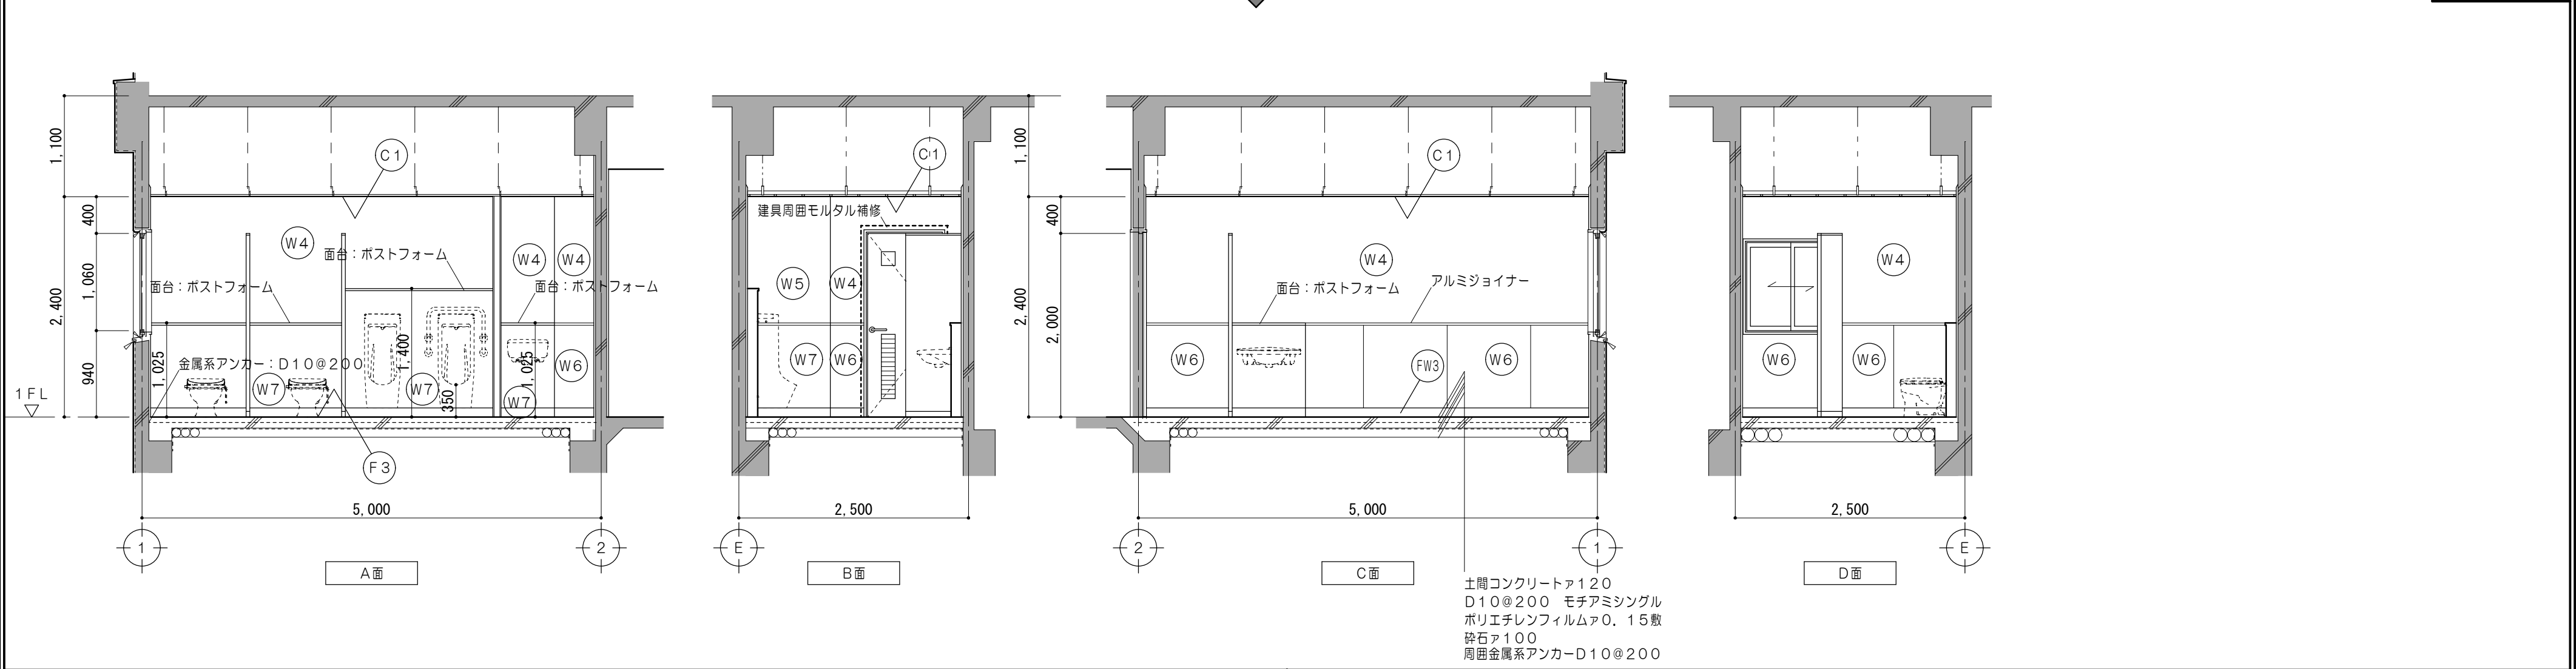 1,100
400
1,060
2,400
940
1FL
C1
W4
面台：ポストフォーム
面台：ポストフォーム
W4
W4
面台：ポストフォーム
金属系アンカー：D10@200
1,025
1,400
350
1,025
W7
W7
W7
W6
F3
5,000
1
2
A面
C1
建具周囲モルタル補修
W5
W4
W7
W6
2,500
E
B面
1,100
400
2,400
2,000
C1
W4
面台：ポストフォーム
アルミジョイナー
W6
FW3
W6
5,000
2
1
C面
土間コンクリートァ120
D10@200　モチアミシングル
ポリエチレンフィルムァ0．15敷
砕石ァ100
周囲金属系アンカーD10@200
W4
W6
W6
2,500
E
D面